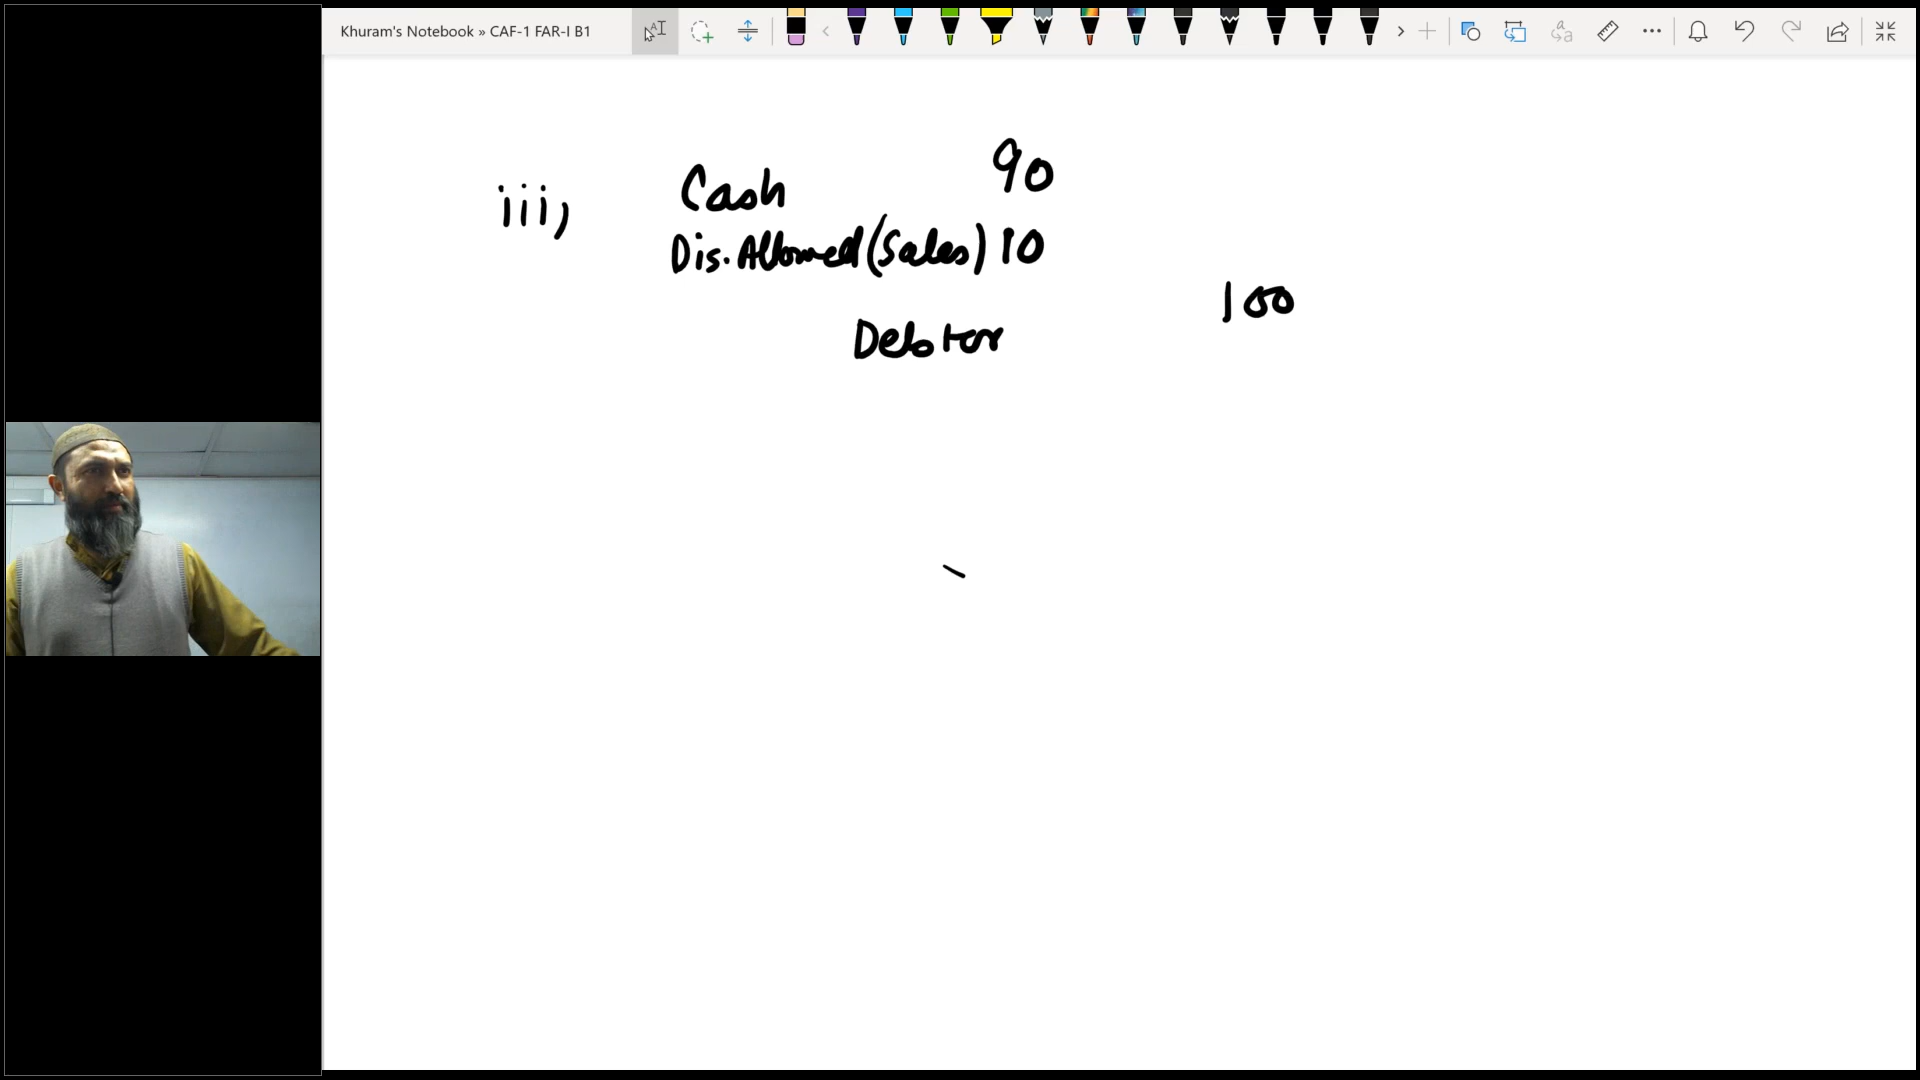 Khuram's Notebook » CAF-1 FAR-I B1
iii, Cash 90
Dis. Allowed (Sales) 10
Debtor 100